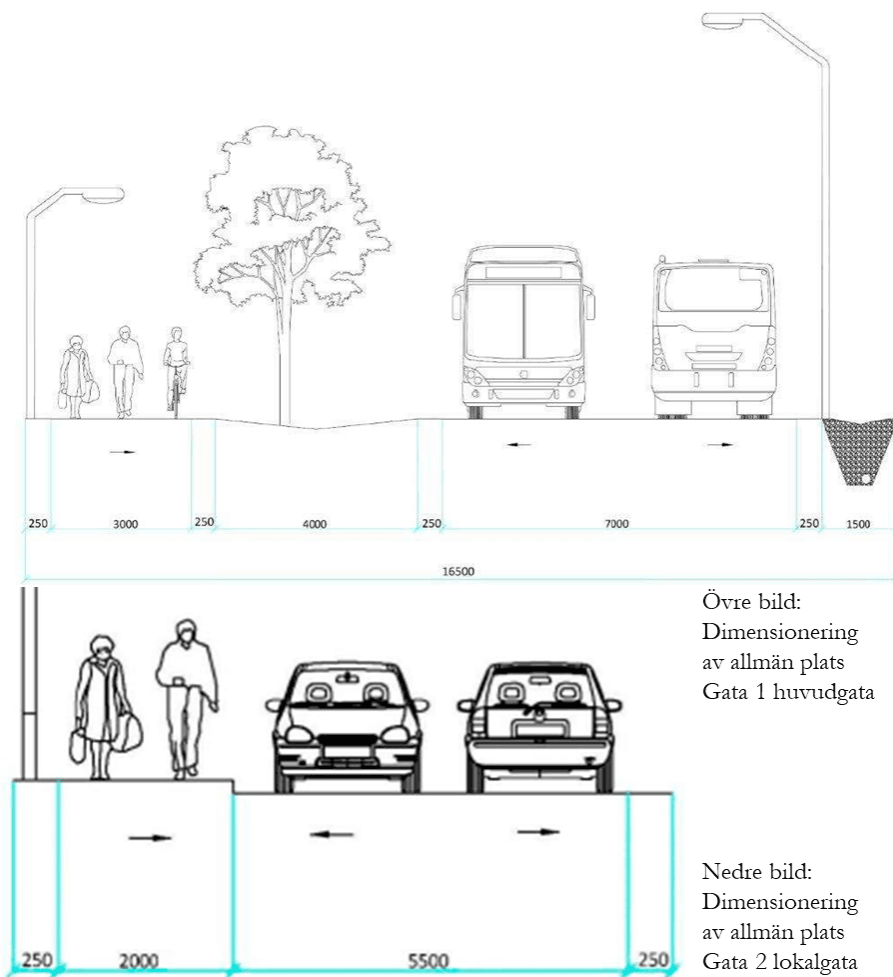 250 3000 250 4000 250 7000 250 1500
16500
Övre bild:
Dimensionering
av allmän plats
Gata 1 huvudgata
Nedre bild:
Dimensionering
av allmän plats
Gata 2 lokalgata
250 2000 5500 250